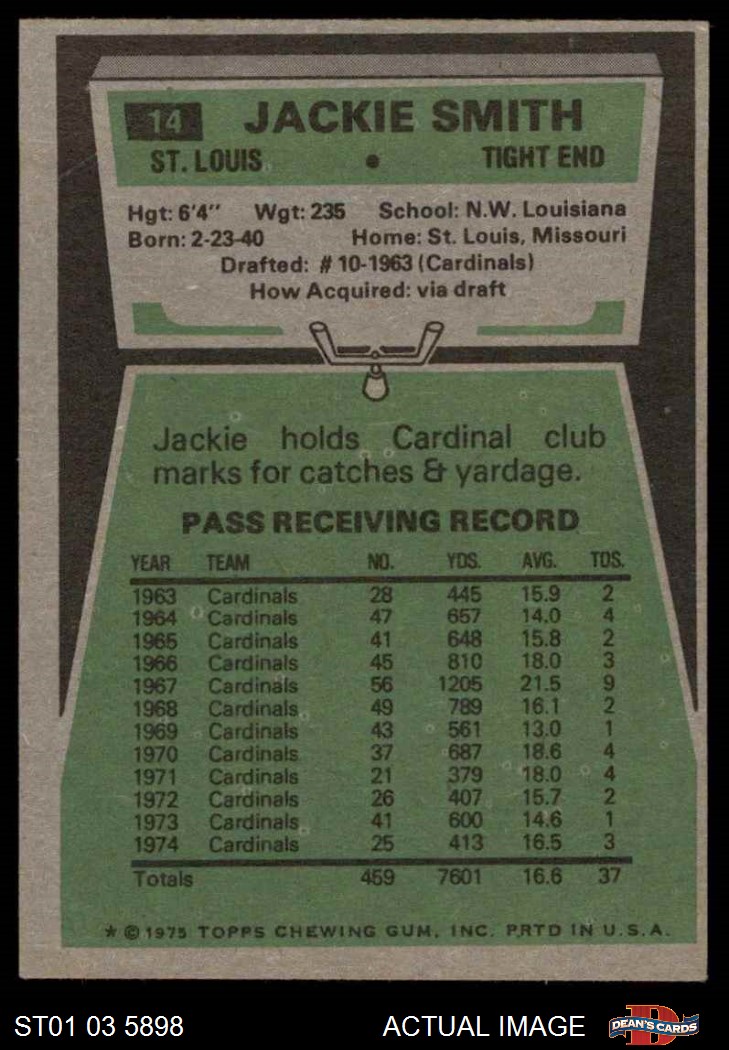 14 JACKIE SMITH
ST. LOUIS • TIGHT END
Hgt: 6'4" Wgt: 235 School: N.W. Louisiana
Born: 2-23-40 Home: St. Louis, Missouri
Drafted: # 10-1963 (Cardinals)
How Acquired: via draft
Jackie holds Cardinal club
marks for catches & yardage.
PASS RECEIVING RECORD
YEAR TEAM NO. YDS. AVG. TDS.
1963 Cardinals 28 445 15.9 2
1964 Cardinals 47 657 14.0 4
1965 Cardinals 41 648 15.8 2
1966 Cardinals 45 810 18.0 3
1967 Cardinals 56 1205 21.5 9
1968 Cardinals 49 789 16.1 2
1969 Cardinals 43 561 13.0 1
1970 Cardinals 37 687 18.6 4
1971 Cardinals 21 379 18.0 4
1972 Cardinals 26 407 15.7 2
1973 Cardinals 41 600 14.6 1
1974 Cardinals 25 413 16.5 3
Totals 459 7601 16.6 37
* © 1975 TOPPS CHEWING GUM, INC. PRTD IN U.S.A.
ST01 03 5898 ACTUAL IMAGE DEAN'S CARDS